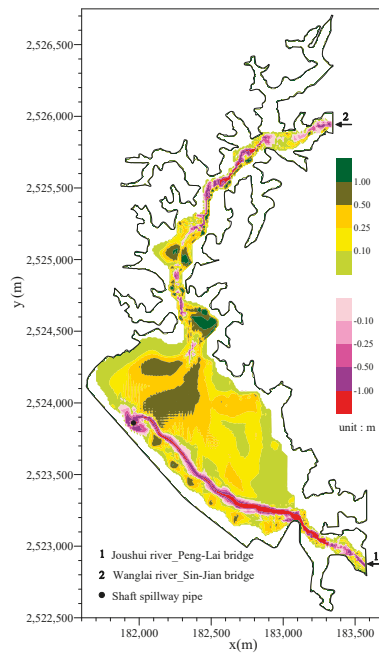 2,526,500
2,526,000
2,525,500
2,525,000
2,524,500
2,524,000
2,523,500
2,523,000
2,522,500
y (m)
2
1.00
0.50
0.25
0.10
-0.10
-0.25
-0.50
-1.00
unit : m
1
1 Joushui river_Peng-Lai bridge
2 Wanglai river_Sin-Jian bridge
Shaft spillway pipe
182,000 182,500 183,000 183,500
x(m)